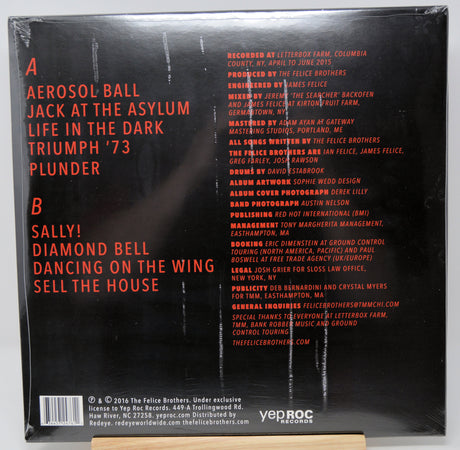 A
AEROSOL BALL
JACK AT THE ASYLUM
LIFE IN THE DARK
TRIUMPH '73
PLUNDER
B
SALLY!
DIAMOND BELL
DANCING ON THE WING
SELL THE HOUSE
RECORDED AT LETTERBOX FARM, COLUMBIA
COUNTY, NY, APRIL TO JUNE 2015
PRODUCED BY THE FELICE BROTHERS
ENGINEERED BY JAMES FELICE
MIXED BY JEREMY "THE SEARCHER" BACKOFEN
AND JAMES FELICE AT KIRTON FRUIT FARM,
GERMANTOWN, NY
MASTERED BY ADAM AYAN AT GATEWAY
MASTERING STUDIOS, PORTLAND, ME
ALL SONGS WRITTEN BY THE FELICE BROTHERS
THE FELICE BROTHERS ARE IAN FELICE, JAMES FELICE,
GREG FARLEY, JOSH RAWSON
DRUMS BY DAVID ESTABROOK
ALBUM ARTWORK SOPHIE WEDD DESIGN
ALBUM COVER PHOTOGRAPH DEREK LILLY
BAND PHOTOGRAPH AUSTIN NELSON
PUBLISHING RED HOT INTERNATIONAL (BMI)
MANAGEMENT TONY MARGHERITA MANAGEMENT,
EASTHAMPTON, MA
BOOKING ERIC DIMENSTEIN AT GROUND CONTROL
TOURING (NORTH AMERICA, PACIFIC) AND PAUL
BOSWELL AT FREE TRADE AGENCY (UK/EUROPE)
LEGAL JOSH GRIER FOR SLOSS LAW OFFICE,
NEW YORK, NY
PUBLICITY DEB BERNARDINI AND CRYSTAL MYERS
FOR TMM, EASTHAMPTON, MA
GENERAL INQUIRIES FELICEBROTHERS@TMMCHI.COM
SPECIAL THANKS TO EVERYONE AT LETTERBOX FARM,
TMM, BANK ROBBER MUSIC AND GROUND
CONTROL TOURING
THEFELICEBROTHERS.COM
℗ & © 2016 The Felice Brothers. Under exclusive
license to Yep Roc Records. 449-A Trollingwood Rd.
Haw River, NC 27258. yeproc.com Distributed by
Redeye. redeyeworldwide.com thefelicebrothers.com
yep ROC
RECORDS